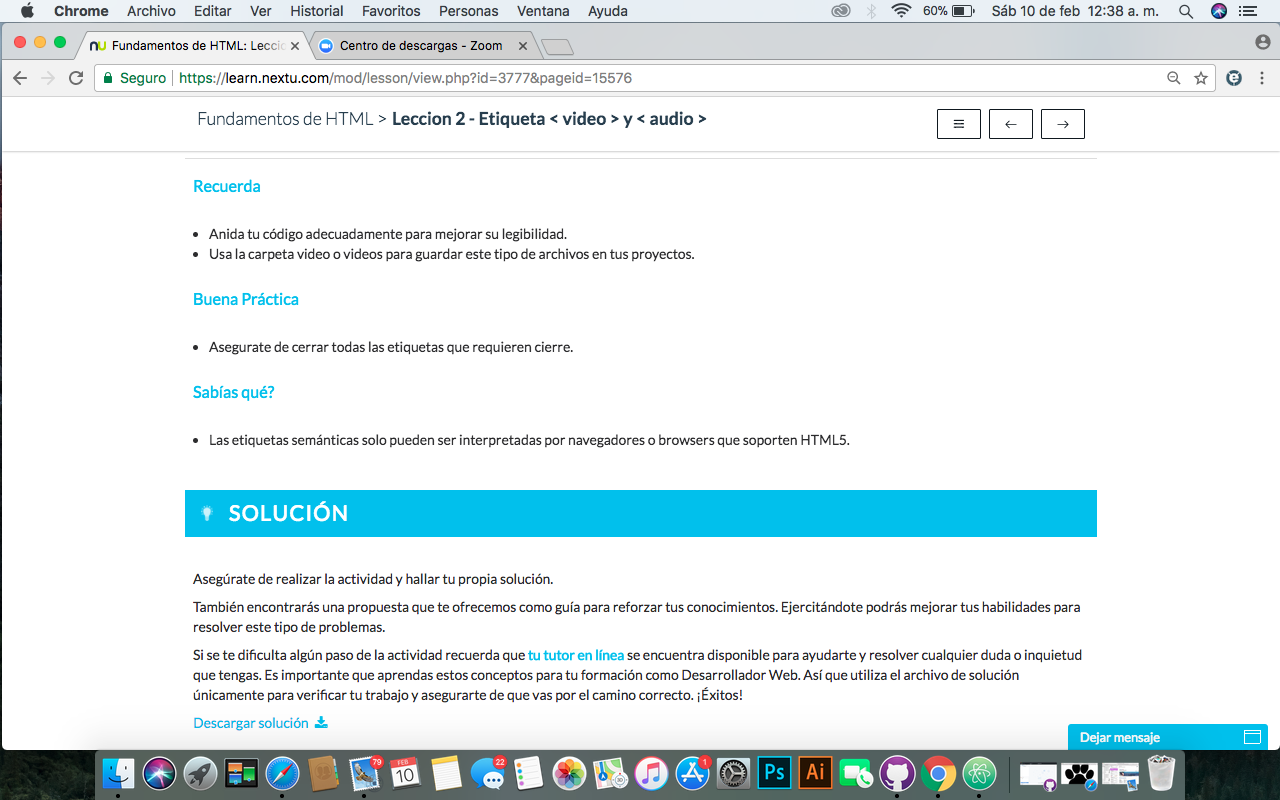 Chrome Archivo Editar Ver Historial Favoritos Personas Ventana Ayuda 60% Sáb 10 de feb 12:38 a. m.
Fundamentos de HTML: Lecci Centro de descargas - Zoom
Seguro https://learn.nextu.com/mod/lesson/view.php?id=3777&pageid=15576
Fundamentos de HTML > Leccion 2 - Etiqueta < video > y < audio >
Recuerda
Anida tu código adecuadamente para mejorar su legibilidad.
Usa la carpeta video o videos para guardar este tipo de archivos en tus proyectos.
Buena Práctica
Asegurate de cerrar todas las etiquetas que requieren cierre.
Sabías qué?
Las etiquetas semánticas solo pueden ser interpretadas por navegadores o browsers que soporten HTML5.
SOLUCIÓN
Asegúrate de realizar la actividad y hallar tu propia solución.
También encontrarás una propuesta que te ofrecemos como guía para reforzar tus conocimientos. Ejercitándote podrás mejorar tus habilidades para
resolver este tipo de problemas.
Si se te dificulta algún paso de la actividad recuerda que tu tutor en línea se encuentra disponible para ayudarte y resolver cualquier duda o inquietud
que tengas. Es importante que aprendas estos conceptos para tu formación como Desarrollador Web. Así que utiliza el archivo de solución
únicamente para verificar tu trabajo y asegurarte de que vas por el camino correcto. ¡Éxitos!
Descargar solución
Dejar mensaje
79 FEB 10 22 1 Ps Ai